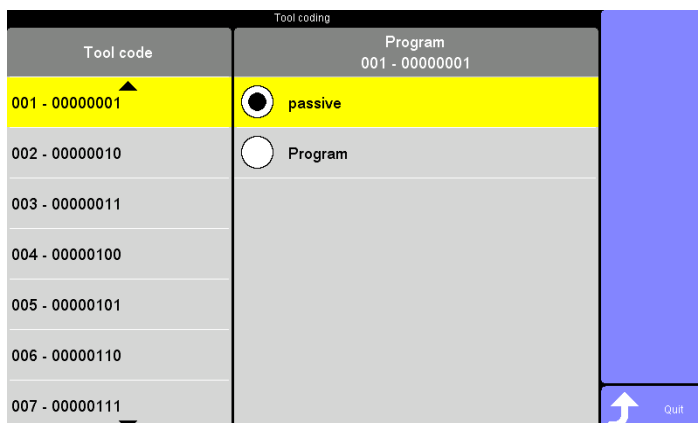 Tool coding
Tool code
Program
001 - 00000001
001 - 00000001
passive
002 - 00000010
Program
003 - 00000011
004 - 00000100
005 - 00000101
006 - 00000110
007 - 00000111
Quit